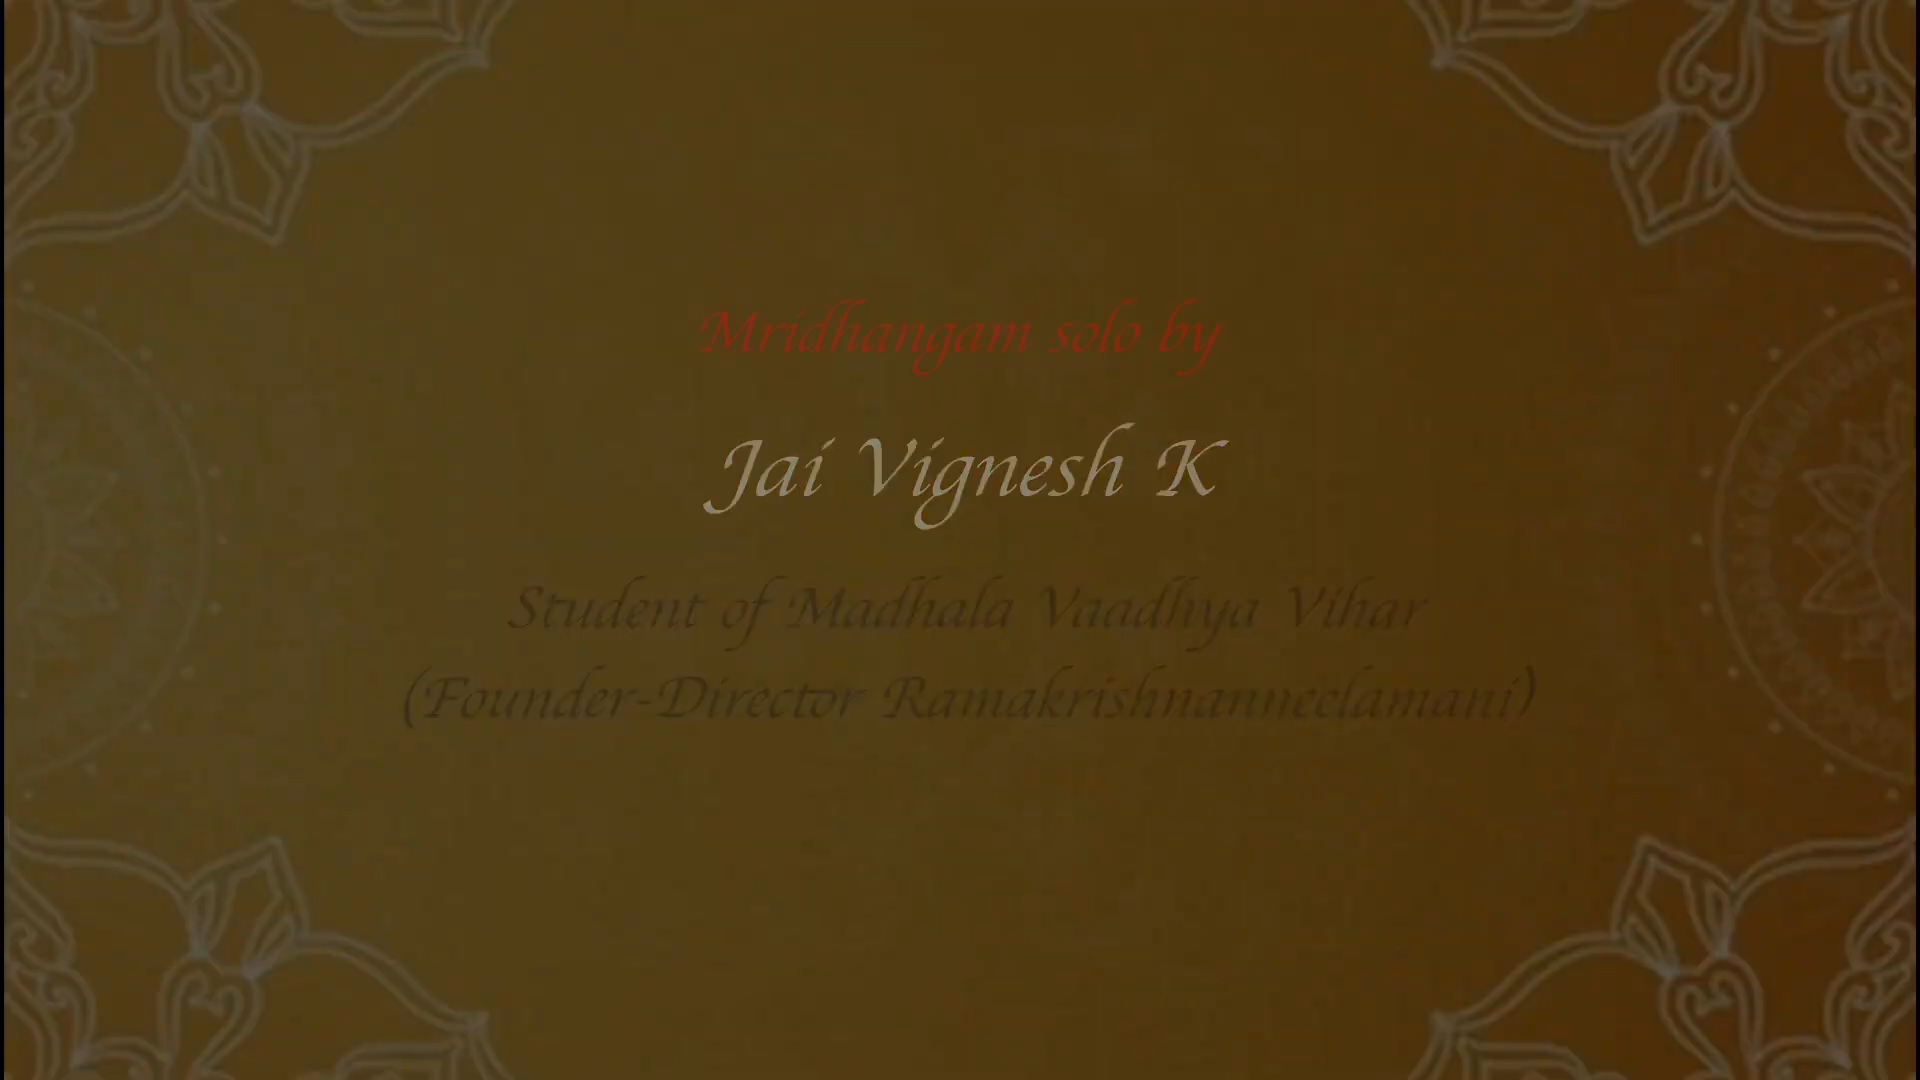 Mridhangam solo by
Jai Vignesh K
Student of Madhala Vaadhya Vihar
(Founder-Director Ramakrishnanneelamani)